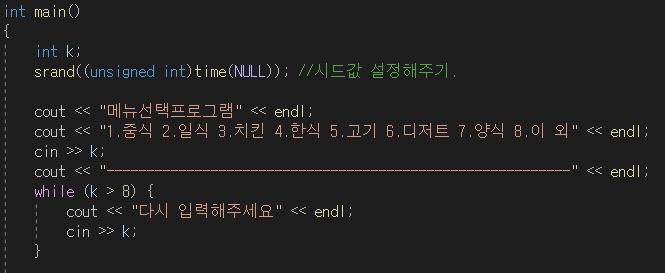 int main()
{
int k;
srand((unsigned int)time(NULL)); //시드값 설정해주기.
cout << "메뉴선택프로그램" << endl;
cout << "1.중식 2.일식 3.치킨 4.한식 5.고기 6.디저트 7.양식 8.이 외" << endl;
cin >> k;
cout << "----------------------------------------------------------" << endl;
while (k > 8) {
cout << "다시 입력해주세요" << endl;
cin >> k;
}